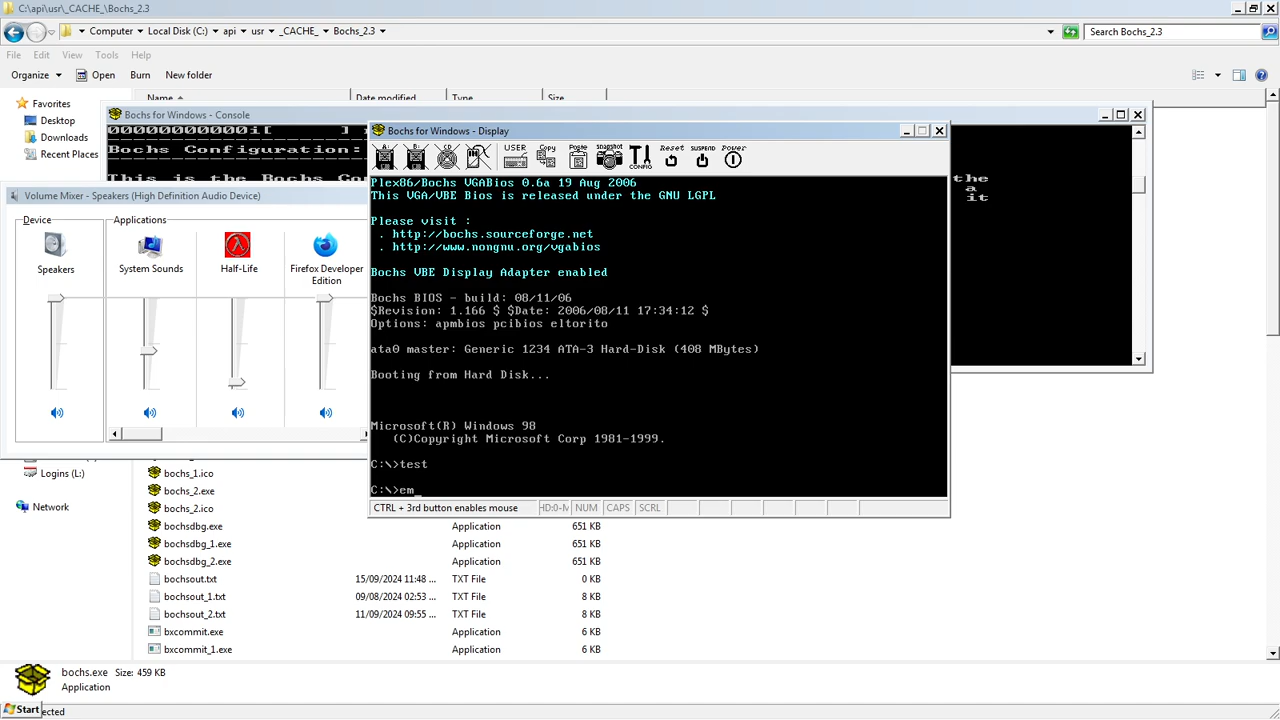 C:\api\usr\_CACHE_\Bochs_2.3
Computer Local Disk (C:) api usr _CACHE_ Bochs_2.3
Search Bochs_2.3
File Edit View Tools Help
Organize Open Burn New folder
Name Date modified Type Size
Favorites
Desktop
Downloads
Recent Places
Bochs for Windows - Console
0000000000000i[ ]
Bochs Configuration:
This is the Bochs Co
the
a
it
Volume Mixer - Speakers (High Definition Audio Device)
Device Applications
Speakers System Sounds Half-Life Firefox Developer
Edition
Bochs for Windows - Display
A: B: CD
USER Copy Paste snapshot CONFIG Reset SUSPEND Power
Plex86/Bochs VGABios 0.6a 19 Aug 2006
This VGA/VBE Bios is released under the GNU LGPL
Please visit :
. http://bochs.sourceforge.net
. http://www.nongnu.org/vgabios
Bochs VBE Display Adapter enabled
Bochs BIOS - build: 08/11/06
$Revision: 1.166 $ $Date: 2006/08/11 17:34:12 $
Options: apmbios pcibios eltorito
ata0 master: Generic 1234 ATA-3 Hard-Disk (408 MBytes)
Booting from Hard Disk...
Microsoft(R) Windows 98
(C)Copyright Microsoft Corp 1981-1999.
C:\>test
C:\>em_
CTRL + 3rd button enables mouse HD:0-M NUM CAPS SCRL
Logins (L:)
Network
bochs_1.ico
bochs_2.exe
bochs_2.ico
bochsdbg.exe Application 651 KB
bochsdbg_1.exe Application 651 KB
bochsdbg_2.exe Application 651 KB
bochsout.txt 15/09/2024 11:48 ... TXT File 0 KB
bochsout_1.txt 09/08/2024 02:53 ... TXT File 8 KB
bochsout_2.txt 11/09/2024 09:55 ... TXT File 8 KB
bxcommit.exe Application 6 KB
bxcommit_1.exe Application 6 KB
bochs.exe Size: 459 KB
Application
Start ected